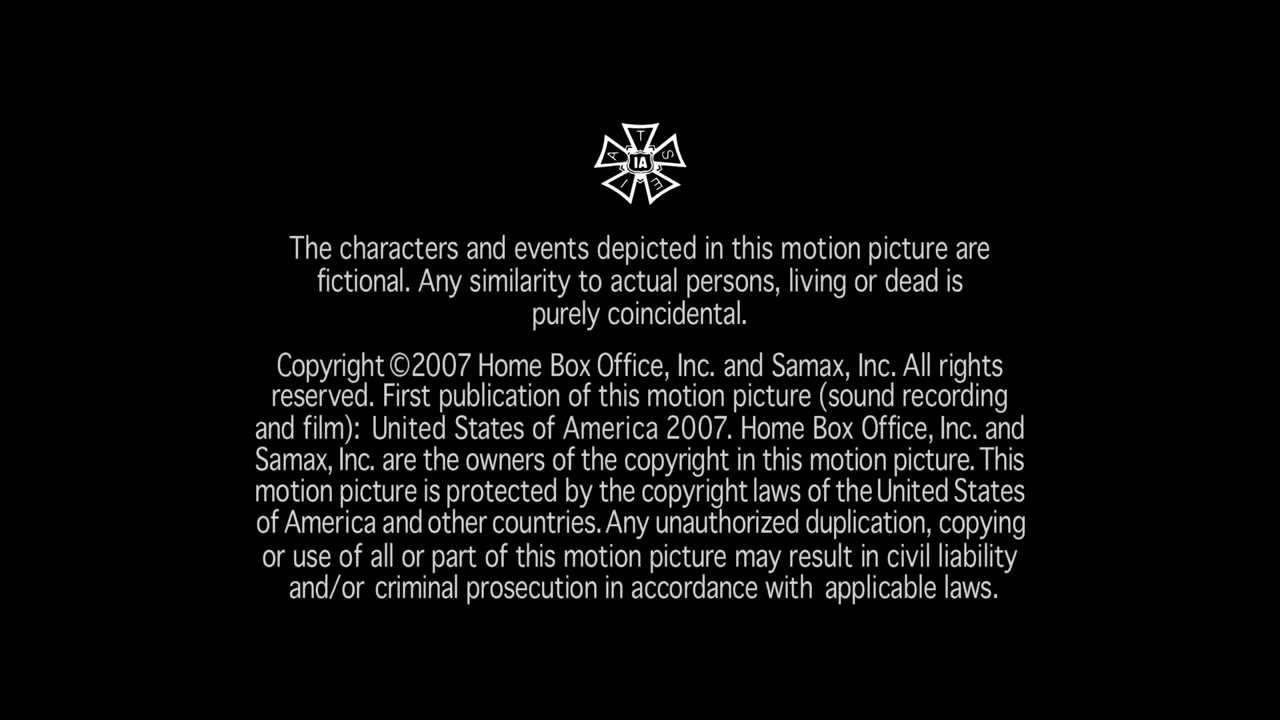 I A T S E
IA
The characters and events depicted in this motion picture are
fictional. Any similarity to actual persons, living or dead is
purely coincidental.
Copyright ©2007 Home Box Office, Inc. and Samax, Inc. All rights
reserved. First publication of this motion picture (sound recording
and film): United States of America 2007. Home Box Office, Inc. and
Samax, Inc. are the owners of the copyright in this motion picture. This
motion picture is protected by the copyright laws of the United States
of America and other countries. Any unauthorized duplication, copying
or use of all or part of this motion picture may result in civil liability
and/or criminal prosecution in accordance with applicable laws.